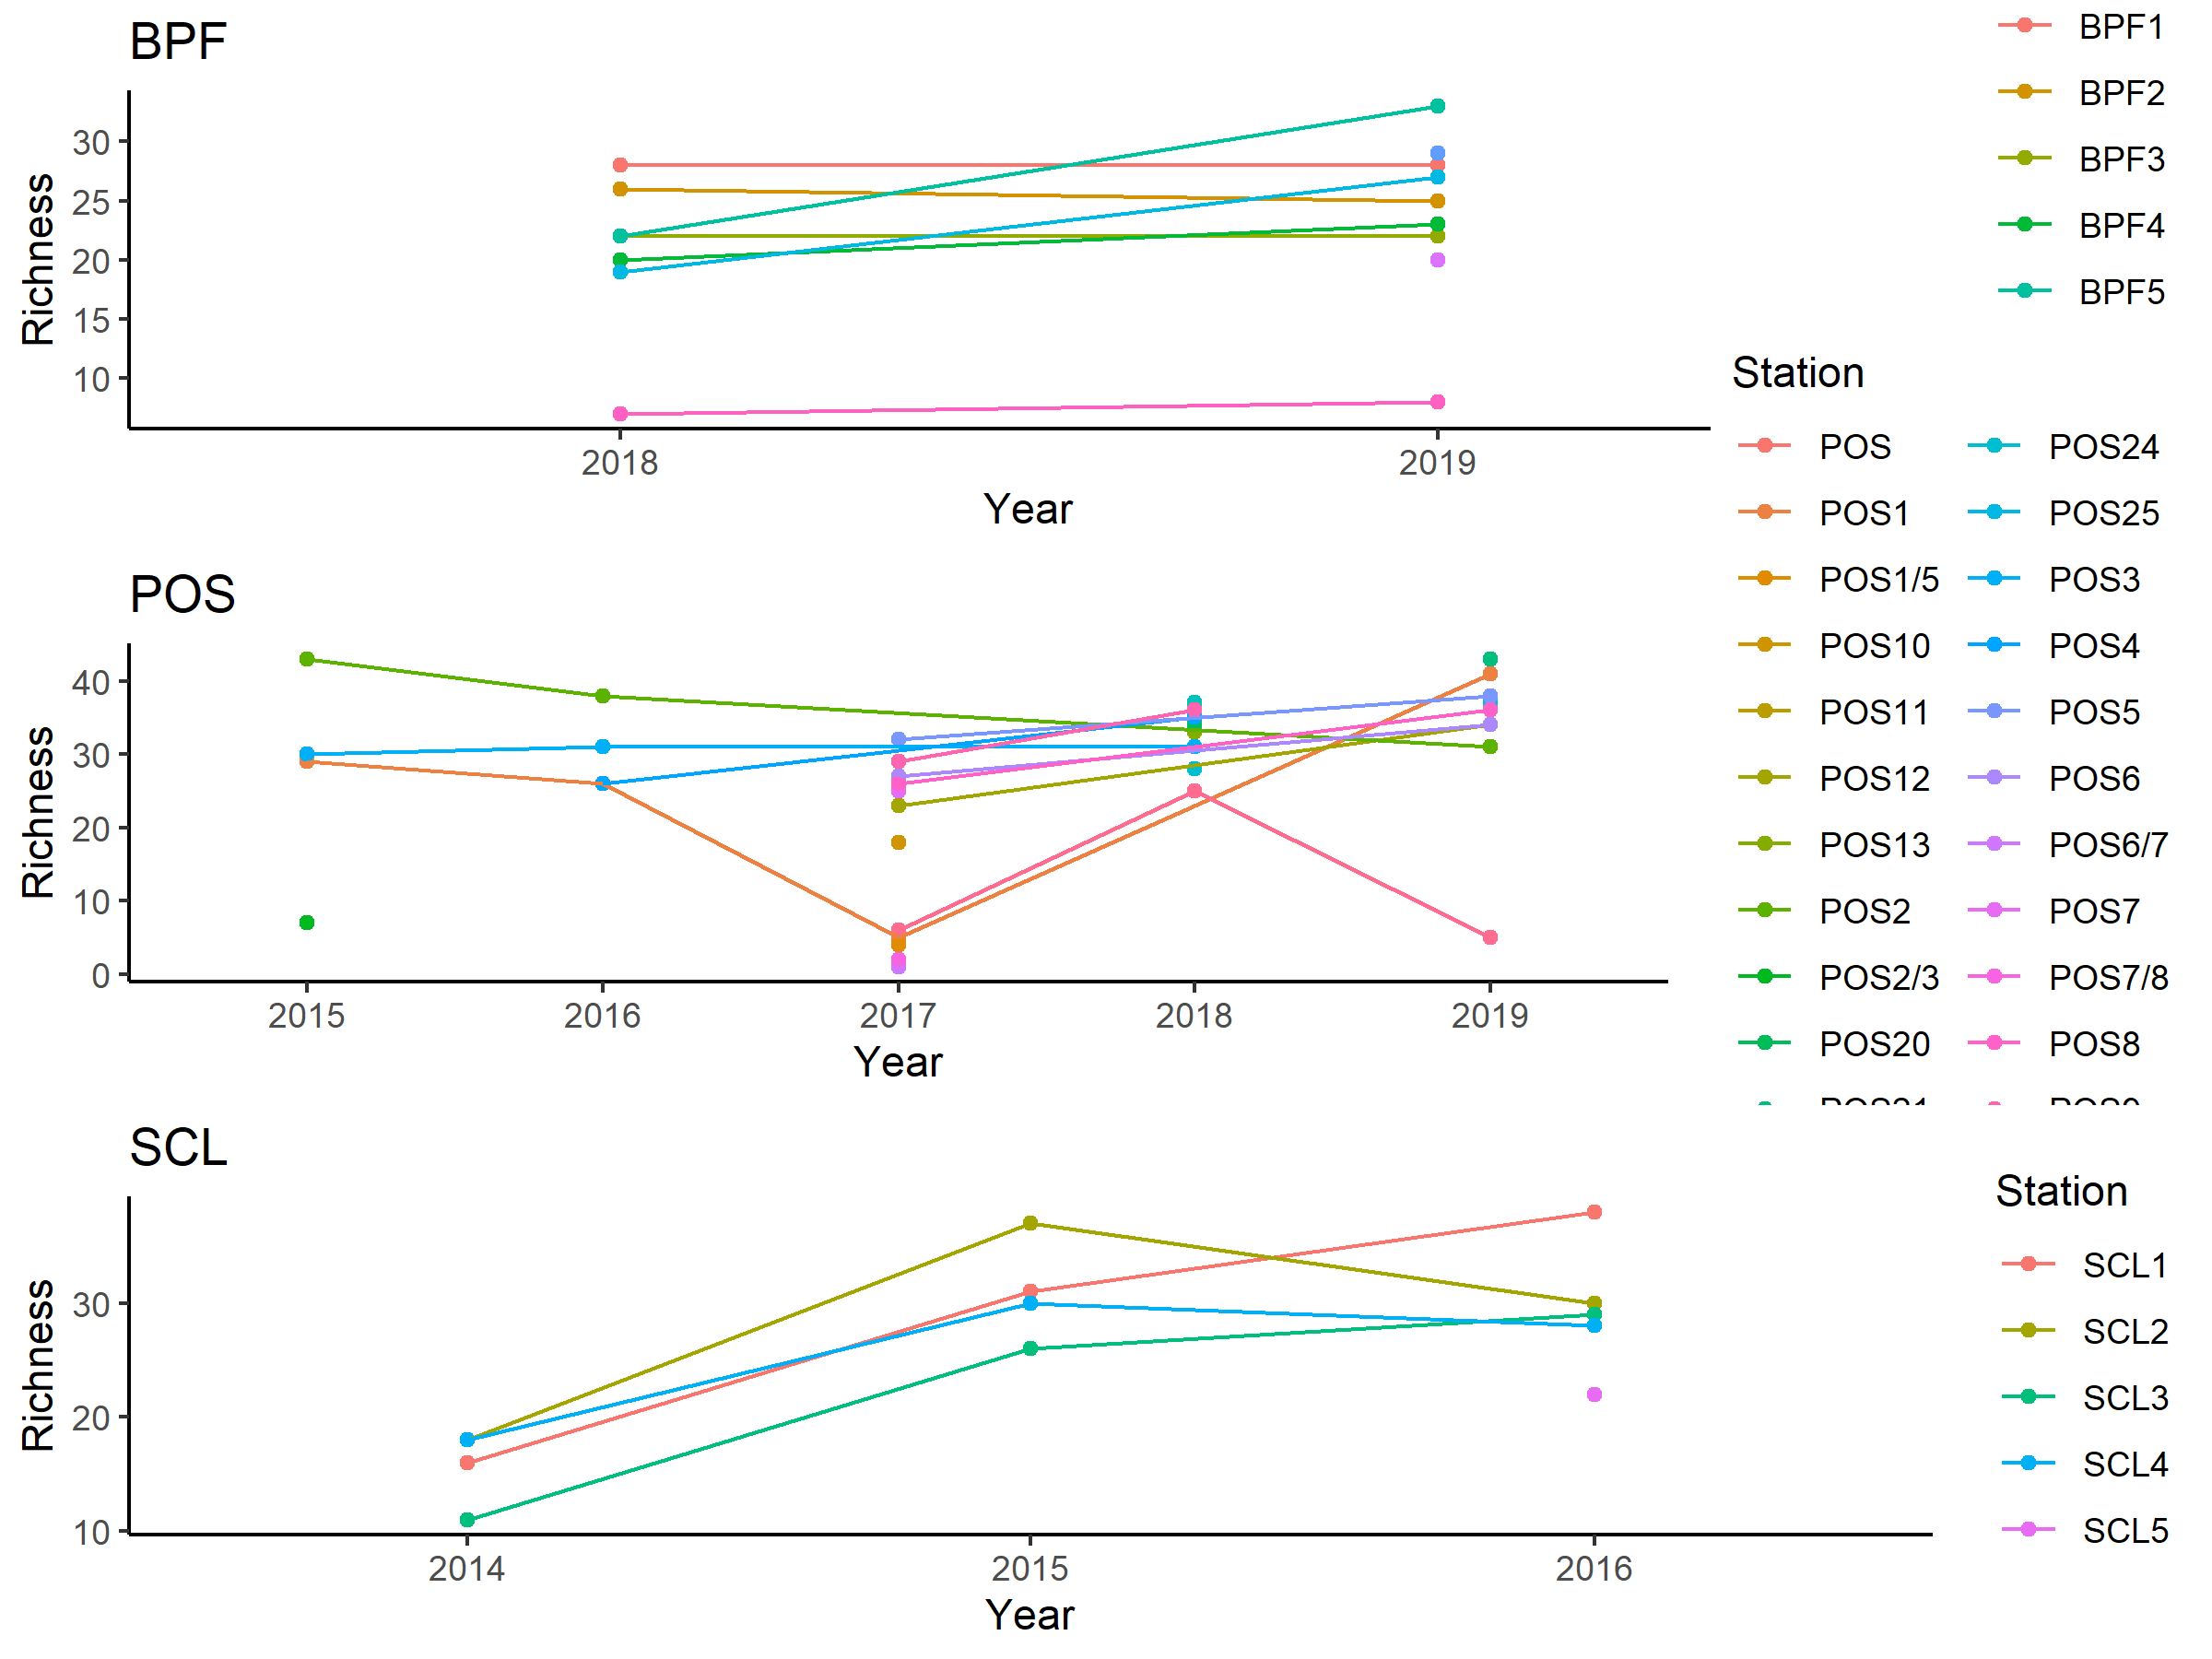 BPF
Richness
30
25
20
15
10
2018
2019
Year
BPF1
BPF2
BPF3
BPF4
BPF5
POS
Richness
40
30
20
10
0
2015
2016
2017
2018
2019
Year
Station
POS
POS24
POS1
POS25
POS1/5
POS3
POS10
POS4
POS11
POS5
POS12
POS6
POS13
POS6/7
POS2
POS7
POS2/3
POS7/8
POS20
POS8
SCL
Richness
30
20
10
2014
2015
2016
Year
Station
SCL1
SCL2
SCL3
SCL4
SCL5